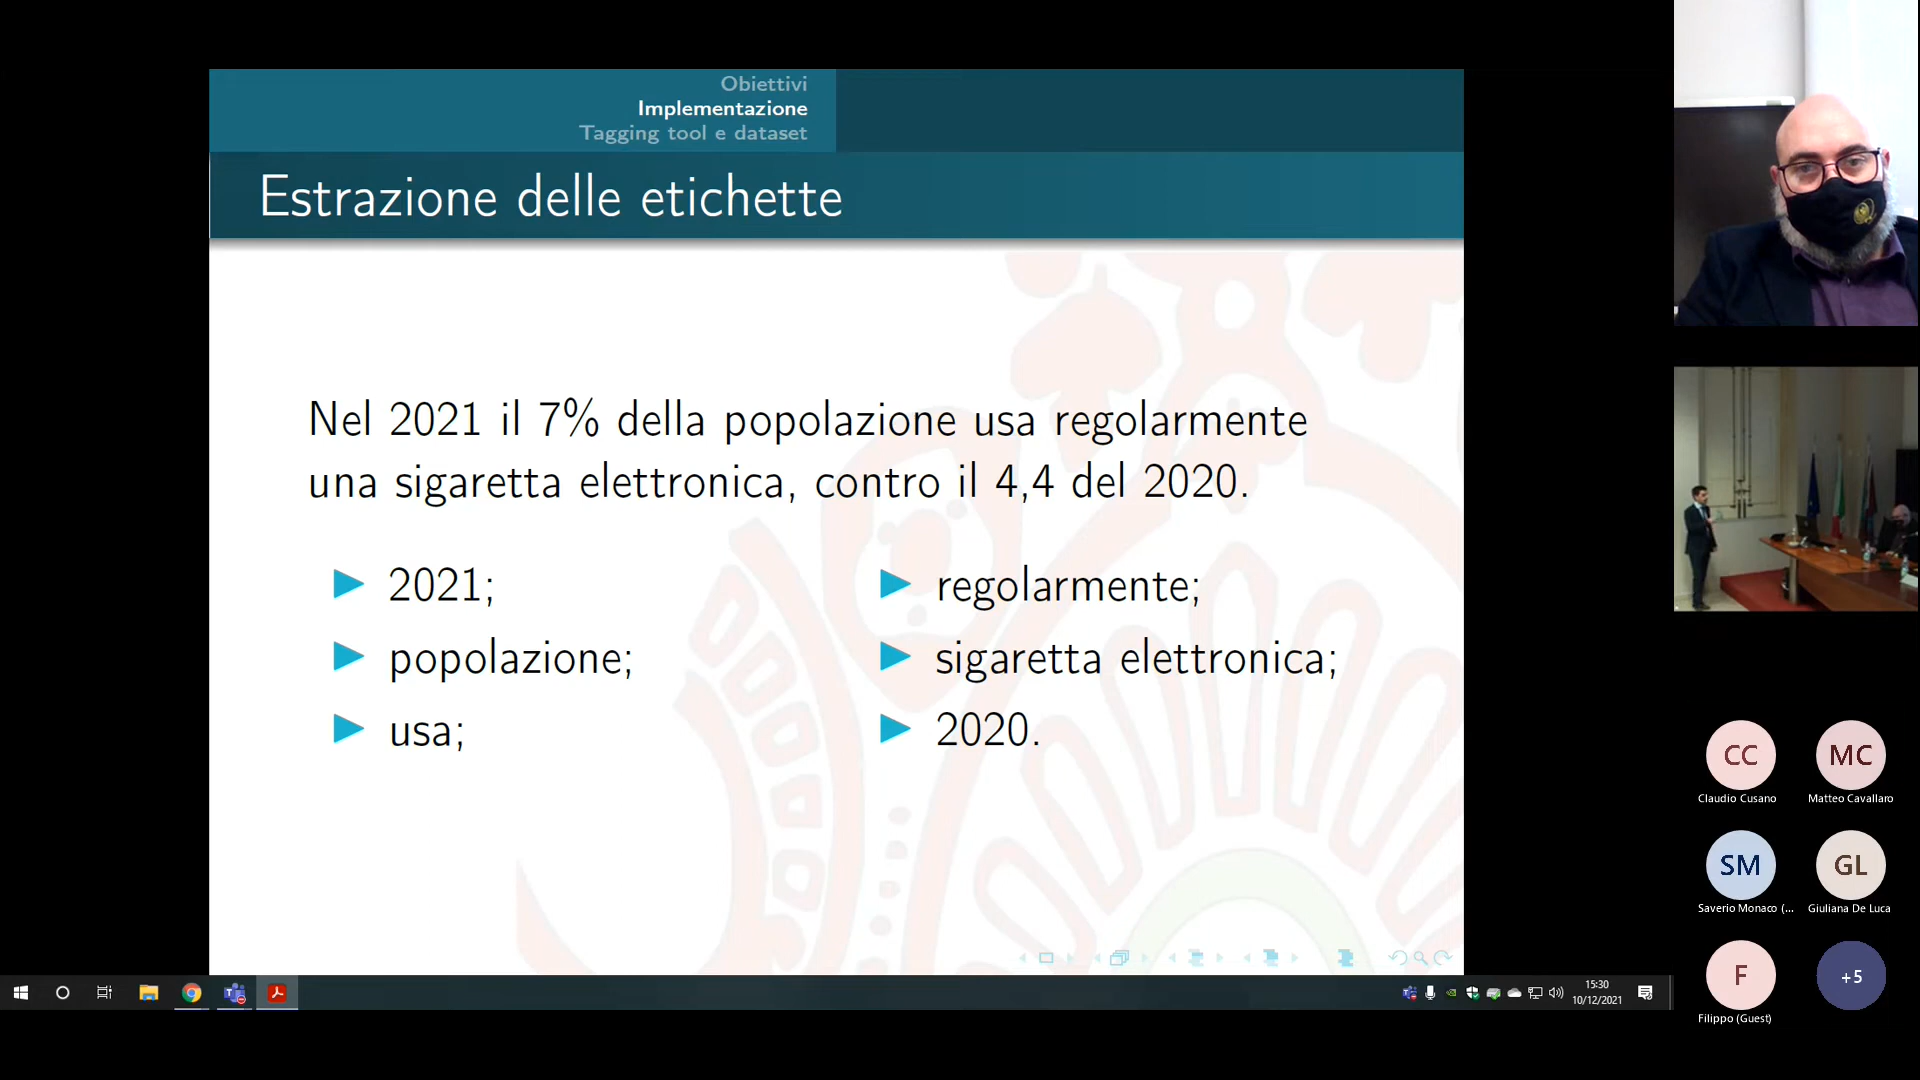 Obiettivi
Implementazione
Tagging tool e dataset
Estrazione delle etichette
Nel 2021 il 7% della popolazione usa regolarmente
una sigaretta elettronica, contro il 4,4 del 2020.
2021;
popolazione;
usa;
regolarmente;
sigaretta elettronica;
2020.
CC
Claudio Cusano
MC
Matteo Cavallaro
SM
Saverio Monaco (...
GL
Giuliana De Luca
F
Filippo (Guest)
+5
15:30
10/12/2021